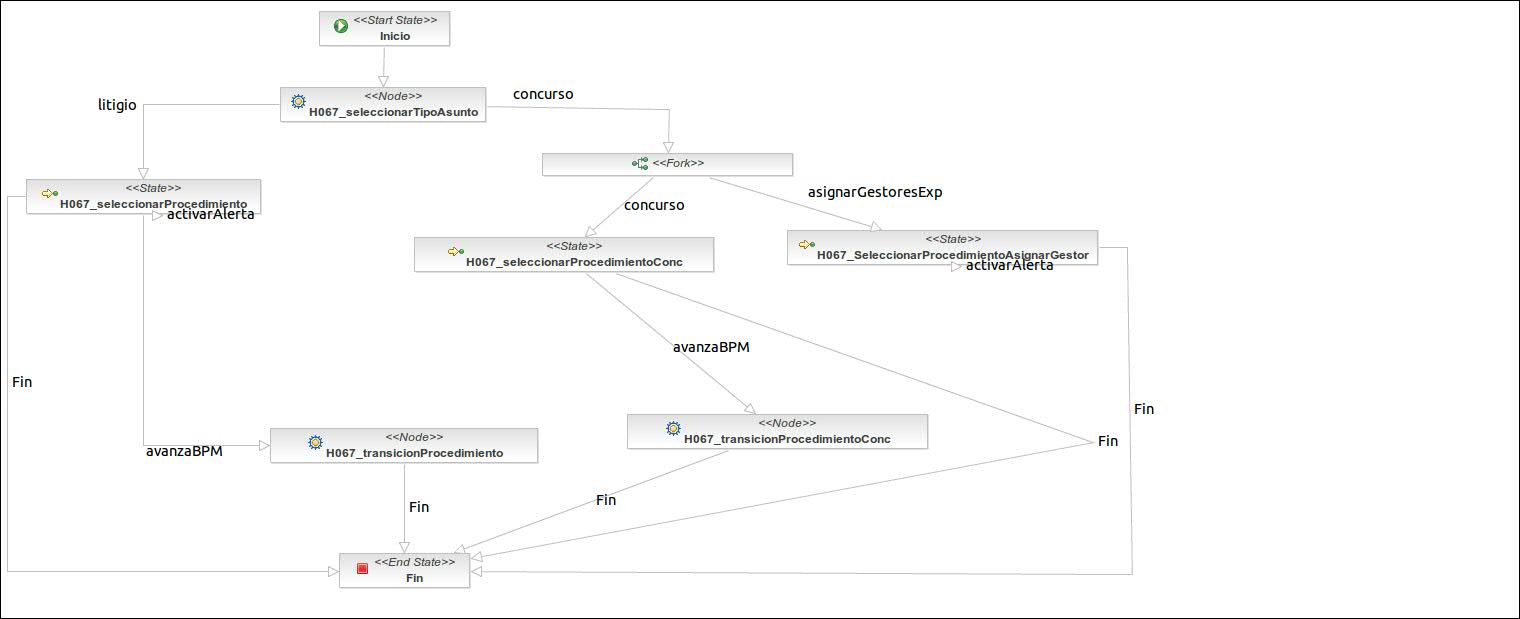 <<Start State>>
Inicio
<<Node>>
H067_seleccionarTipoAsunto
litigio
concurso
<<Fork>>
<<State>>
H067_seleccionarProcedimiento
activarAlerta
concurso
asignarGestoresExp
<<State>>
H067_seleccionarProcedimientoConc
<<State>>
H067_SeleccionarProcedimientoAsignarGestor
activarAlerta
avanzaBPM
Fin
Fin
Fin
avanzaBPM
<<Node>>
H067_transicionProcedimiento
<<Node>>
H067_transicionProcedimientoConc
Fin
Fin
<<End State>>
Fin